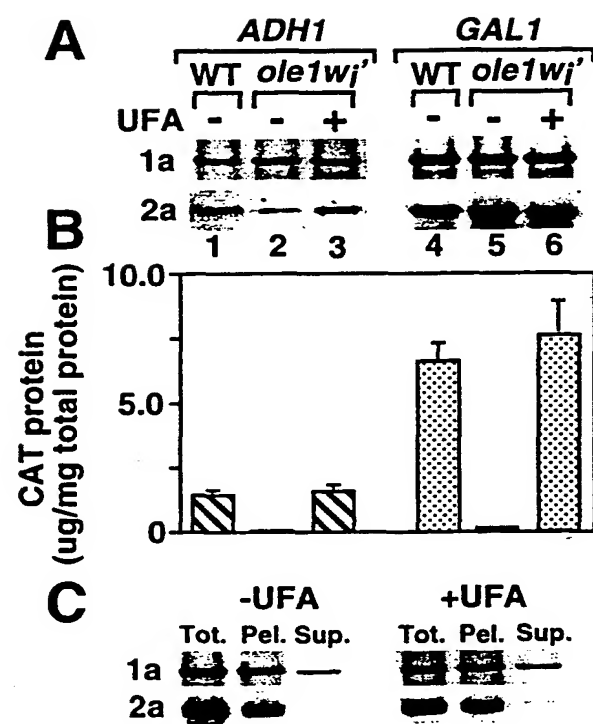 A
ADH1 GAL1
WT ole1wi' WT ole1wi'
UFA - - + - - +
1a
2a
1 2 3 4 5 6
B
CAT protein
(ug/mg total protein)
10.0
5.0
0
C
-UFA +UFA
Tot. Pel. Sup. Tot. Pel. Sup.
1a
2a